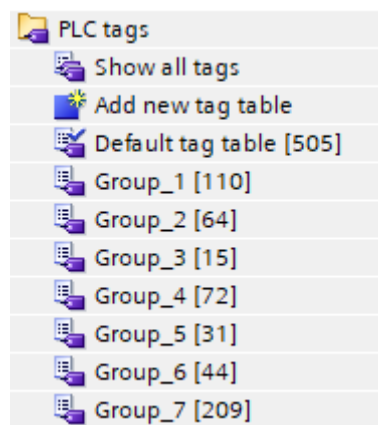 PLC tags
Show all tags
Add new tag table
Default tag table [505]
Group_1 [110]
Group_2 [64]
Group_3 [15]
Group_4 [72]
Group_5 [31]
Group_6 [44]
Group_7 [209]